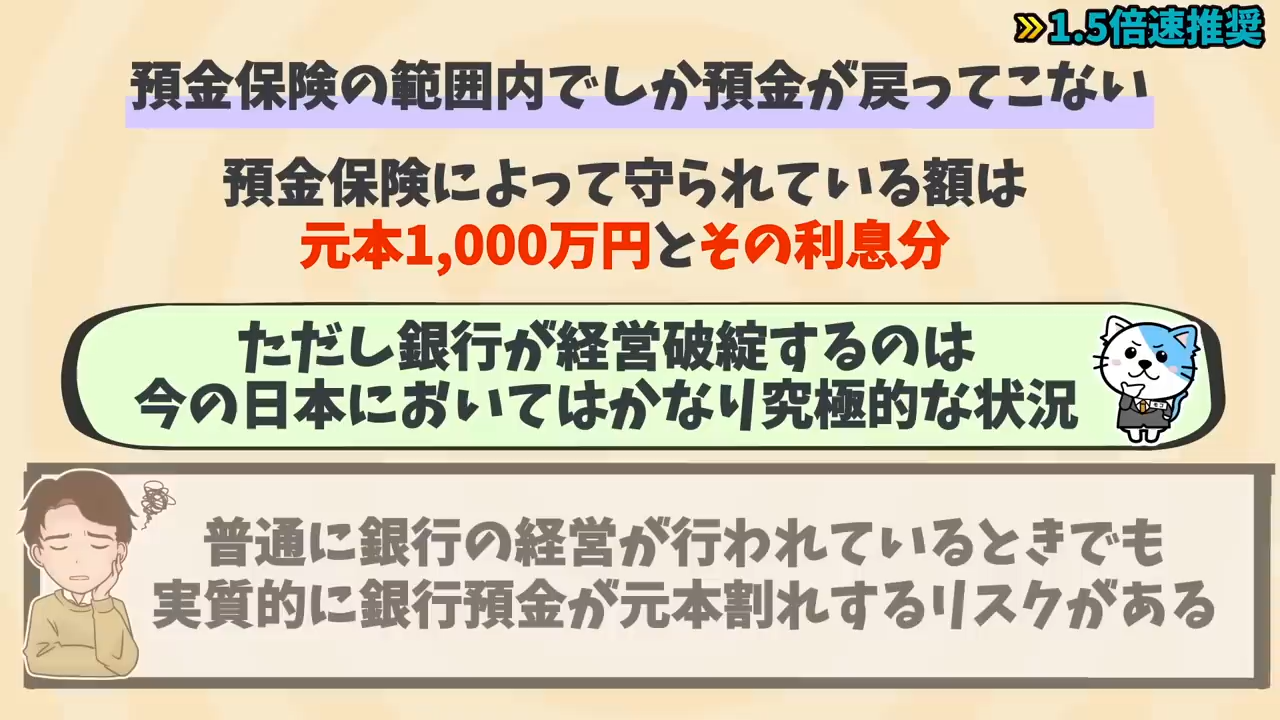 1.5倍速推奨
預金保険の範囲内でしか預金が戻ってこない
預金保険によって守られている額は
元本1,000万円とその利息分
ただし銀行が経営破綻するのは
今の日本においてはかなり究極的な状況
普通に銀行の経営が行われているときでも
実質的に銀行預金が元本割れするリスクがある